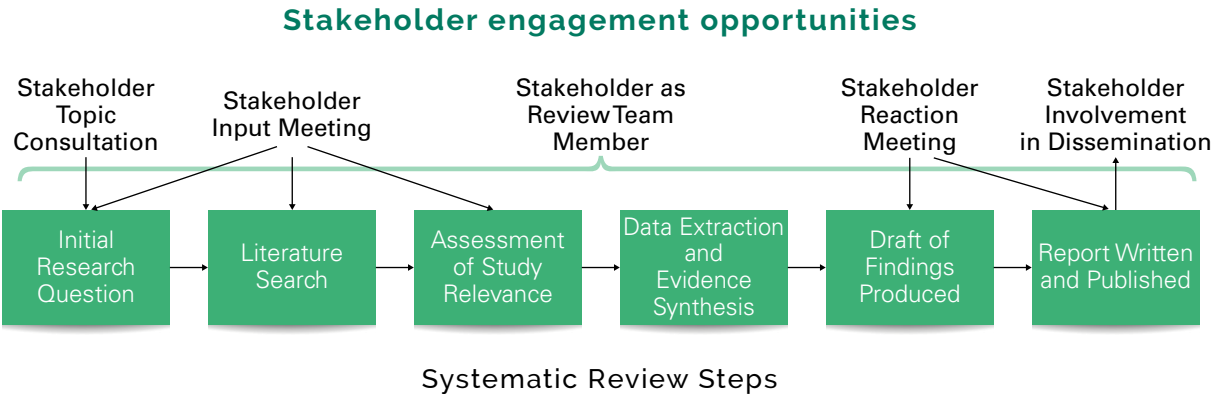 Stakeholder engagement opportunities
Stakeholder
Topic
Consultation
Stakeholder
Input Meeting
Stakeholder as
Review Team
Member
Stakeholder
Reaction
Meeting
Stakeholder
Involvement
in Dissemination
Initial
Research
Question
Literature
Search
Assessment
of Study
Relevance
Data Extraction
and
Evidence
Synthesis
Draft of
Findings
Produced
Report Written
and Published
Systematic Review Steps